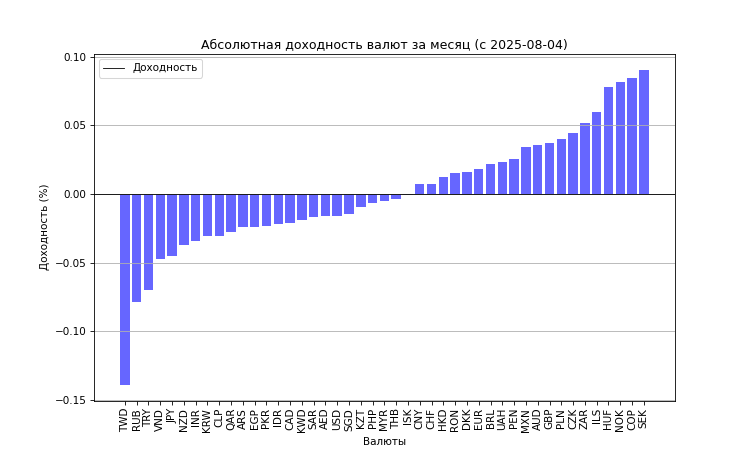 Абсолютная доходность валют за месяц (с 2025-08-04)
Доходность
Доходность (%)
0.10
0.05
0.00
−0.05
−0.10
−0.15
TWD RUB TRY VND JPY NZD INR KRW CLP QAR ARS EGP PKR IDR CAD KWD SAR AED USD SGD KZT PHP MYR THB ISK CNY CHF HKD RON DKK EUR BRL UAH PEN MXN AUD GBP PLN CZK ZAR ILS HUF NOK COP SEK
Валюты